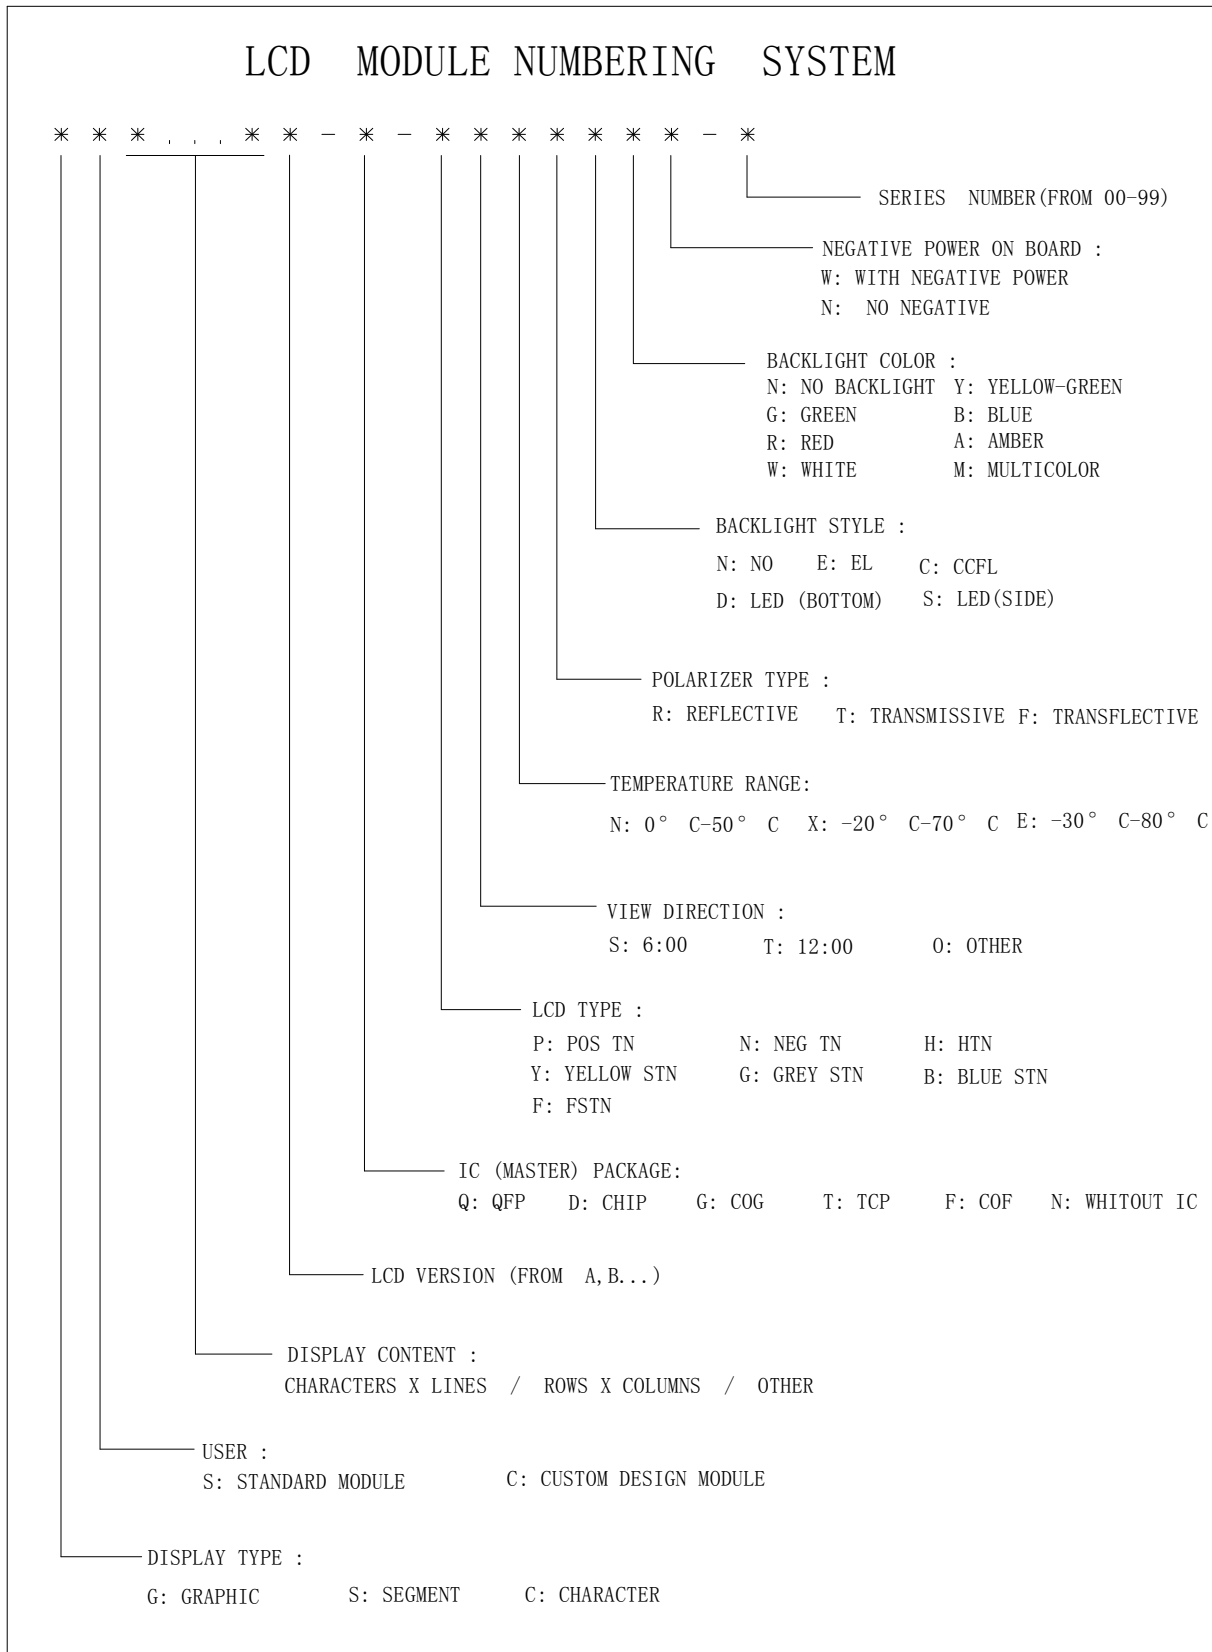 LCD MODULE NUMBERING SYSTEM
* * * . . . * * - * - * * * * * * * - *
SERIES NUMBER(FROM 00-99)
NEGATIVE POWER ON BOARD :
W: WITH NEGATIVE POWER
N: NO NEGATIVE
BACKLIGHT COLOR :
N: NO BACKLIGHT Y: YELLOW-GREEN
G: GREEN B: BLUE
R: RED A: AMBER
W: WHITE M: MULTICOLOR
BACKLIGHT STYLE :
N: NO E: EL C: CCFL
D: LED (BOTTOM) S: LED(SIDE)
POLARIZER TYPE :
R: REFLECTIVE T: TRANSMISSIVE F: TRANSFLECTIVE
TEMPERATURE RANGE:
N: 0° C-50° C X: -20° C-70° C E: -30° C-80° C
VIEW DIRECTION :
S: 6:00 T: 12:00 O: OTHER
LCD TYPE :
P: POS TN N: NEG TN H: HTN
Y: YELLOW STN G: GREY STN B: BLUE STN
F: FSTN
IC (MASTER) PACKAGE:
Q: QFP D: CHIP G: COG T: TCP F: COF N: WHITOUT IC
LCD VERSION (FROM A,B...)
DISPLAY CONTENT :
CHARACTERS X LINES / ROWS X COLUMNS / OTHER
USER :
S: STANDARD MODULE C: CUSTOM DESIGN MODULE
DISPLAY TYPE :
G: GRAPHIC S: SEGMENT C: CHARACTER